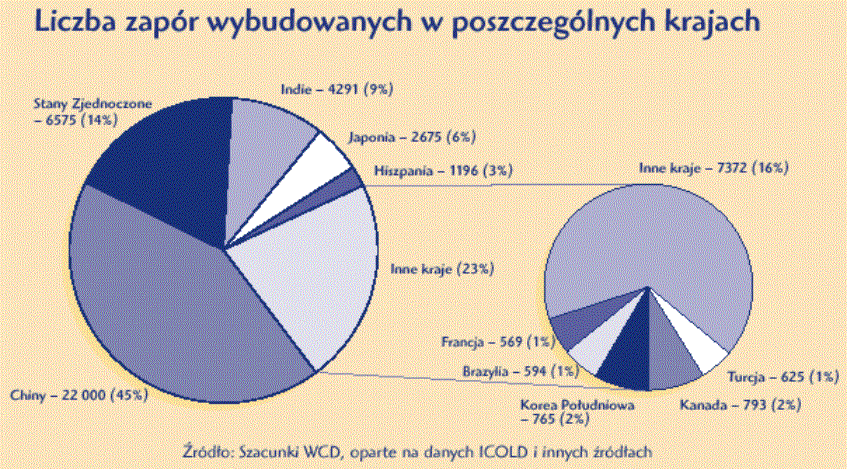 Liczba zapór wybudowanych w poszczególnych krajach
Indie – 4291 (9%)
Stany Zjednoczone
– 6575 (14%)
Japonia – 2675 (6%)
Hiszpania – 1196 (3%)
Inne kraje – 7372 (16%)
Inne kraje (23%)
Francja – 569 (1%)
Brazylia – 594 (1%)
Turcja – 625 (1%)
Chiny – 22 000 (45%)
Korea Południowa
– 765 (2%)
Kanada – 793 (2%)
Źródło: Szacunki WCD, oparte na danych ICOLD i innych źródłach